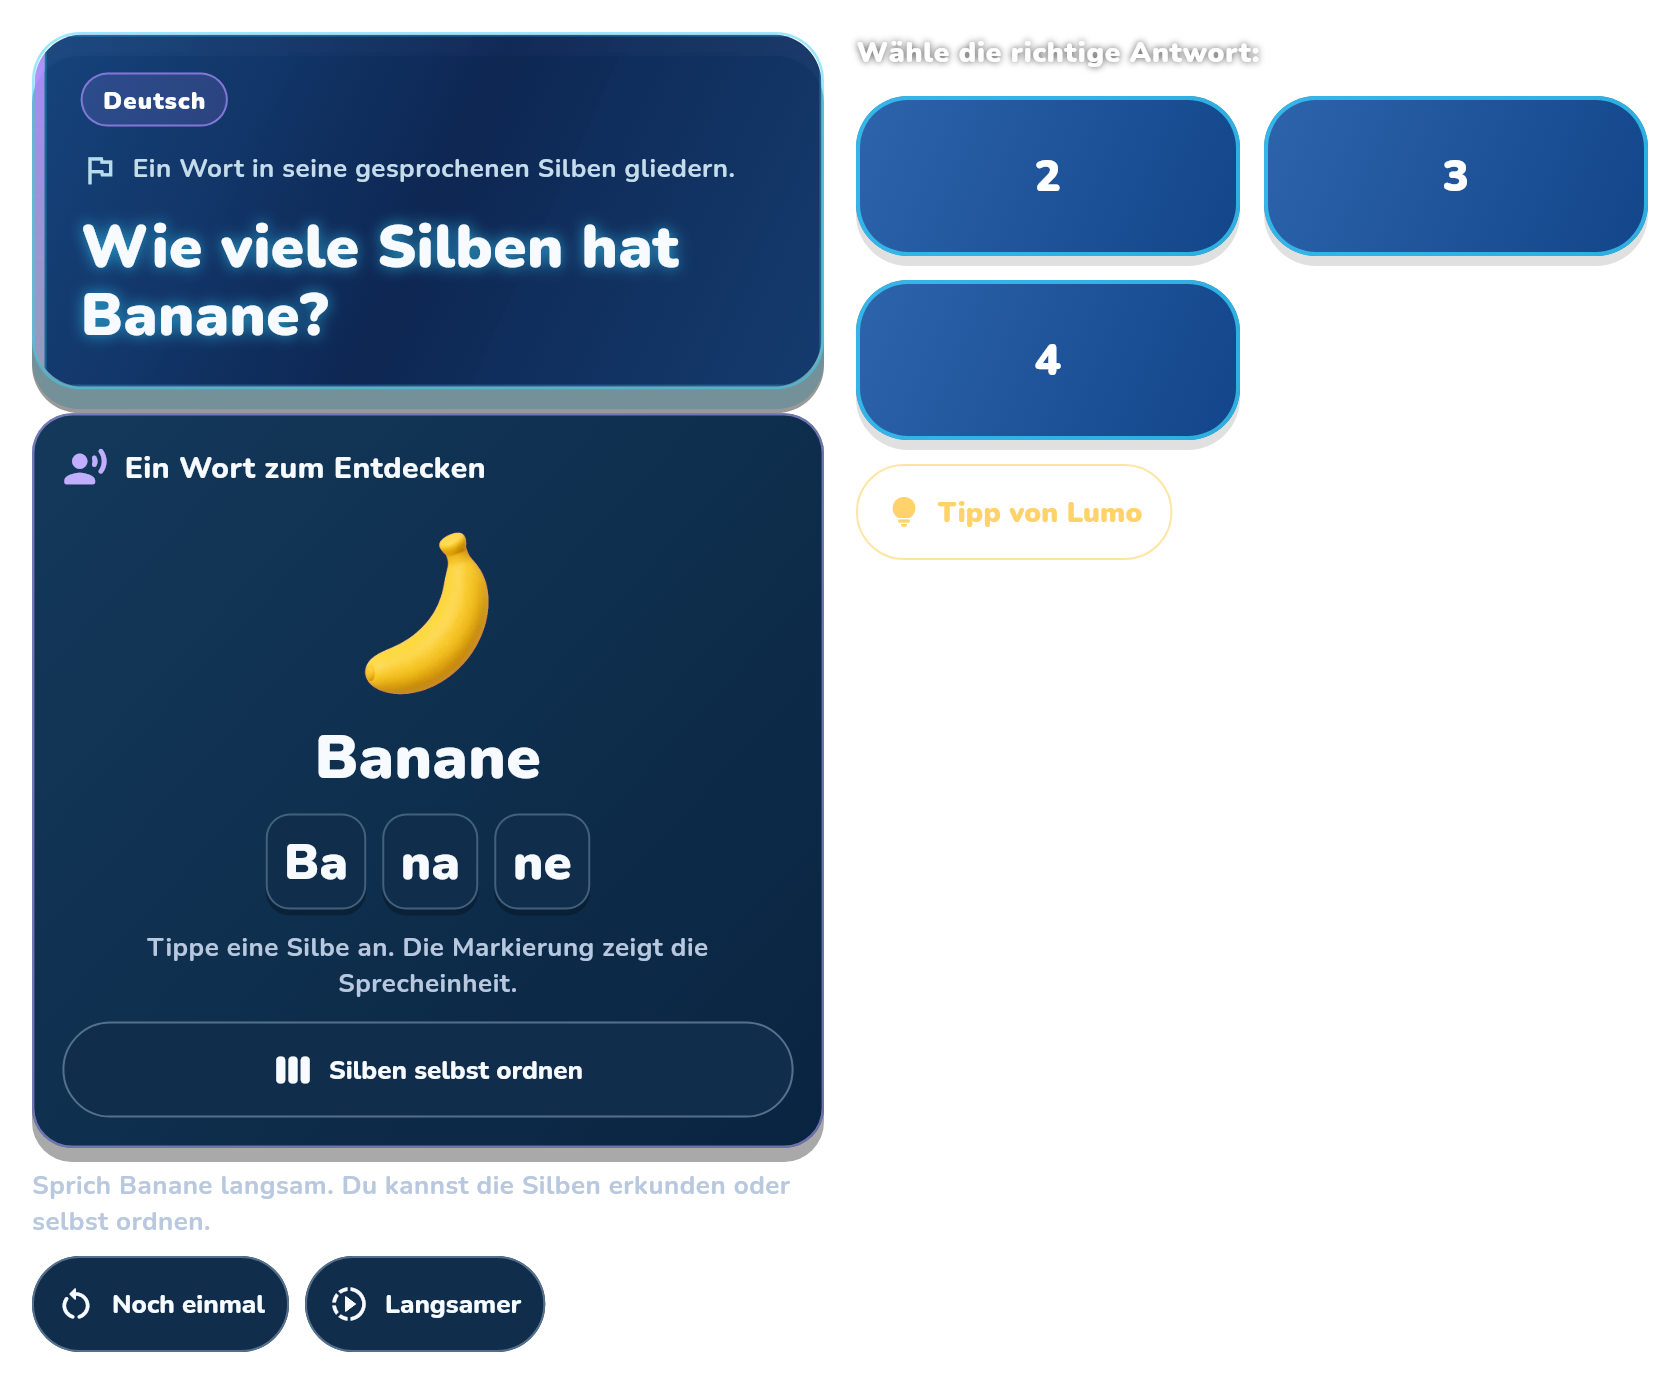 Deutsch
Ein Wort in seine gesprochenen Silben gliedern.
Wie viele Silben hat
Banane?
Ein Wort zum Entdecken
Banane
Ba na ne
Tippe eine Silbe an. Die Markierung zeigt die
Sprecheinheit.
Silben selbst ordnen
Sprich Banane langsam. Du kannst die Silben erkunden oder
selbst ordnen.
Noch einmal
Langsamer
Wähle die richtige Antwort:
2
3
4
Tipp von Lumo